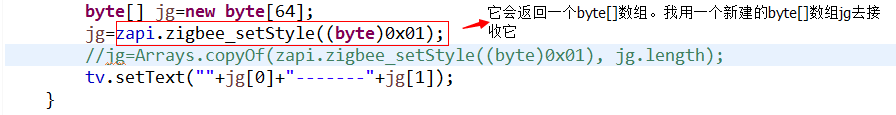 byte[] jg=new byte[64];
jg=zapi.zigbee_setStyle((byte)0x01);
//jg=Arrays.copyOf(zapi.zigbee_setStyle((byte)0x01), jg.length);
tv.setText(""+jg[0]+"-------"+jg[1]);
}
它会返回一个byte[]数组。我用一个新建的byte[]数组jg去接
收它